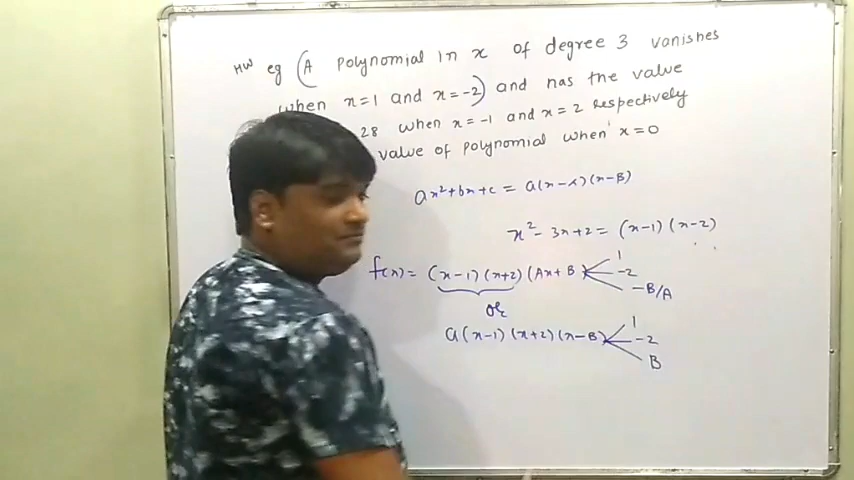 HW eg (A polynomial in x of degree 3 vanishes
when x=1 and x=-2) and has the value
28 when x=-1 and x=2 respectively
value of polynomial when x=0
ax²+bx+c = a(x-α)(x-β)
x²-3x+2 = (x-1)(x-2)
f(x) = (x-1)(x+2)(Ax+B) 1
-2
-B/A
or
a(x-1)(x+2)(x-β) 1
-2
β